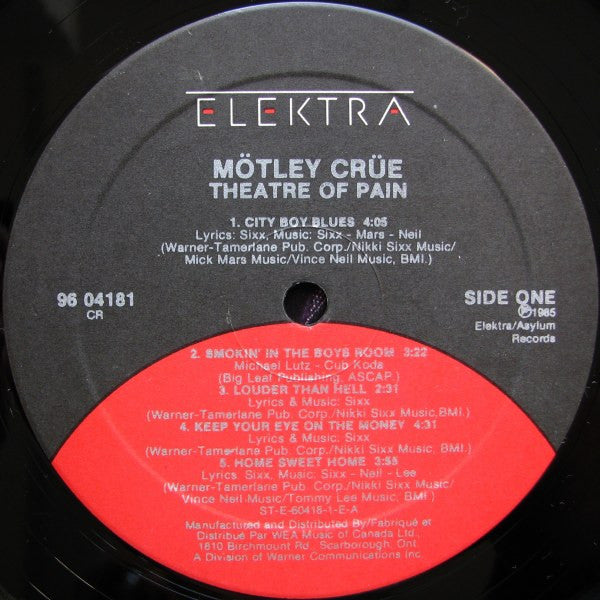 ELEKTRA
MÖTLEY CRÜE
THEATRE OF PAIN
1. CITY BOY BLUES 4:05
Lyrics: Sixx, Music: Sixx - Mars - Neil
(Warner-Tamerlane Pub. Corp./Nikki Sixx Music/
Mick Mars Music/Vince Neil Music, BMI.)
96 04181
CR
SIDE ONE
℗1985
Elektra/Asylum
Records
2. SMOKIN' IN THE BOYS ROOM 3:22
Michael Lutz - Cub Koda
(Big Leaf Publishing, ASCAP.)
3. LOUDER THAN HELL 2:31
Lyrics & Music: Sixx
(Warner-Tamerlane Pub. Corp./Nikki Sixx Music, BMI.)
4. KEEP YOUR EYE ON THE MONEY 4:31
Lyrics & Music: Sixx
(Warner-Tamerlane Pub. Corp./Nikki Sixx Music, BMI.)
5. HOME SWEET HOME 3:55
Lyrics: Sixx, Music: Sixx - Neil - Lee
(Warner-Tamerlane Pub. Corp./Nikki Sixx Music/
Vince Neil Music/Tommy Lee Music, BMI.)
ST-E-60418-1-E-A
Manufactured and Distributed By/Fabriqué et
Distribué Par WEA Music of Canada Ltd.,
1810 Birchmount Rd., Scarborough, Ont.
A Division of Warner Communications Inc.